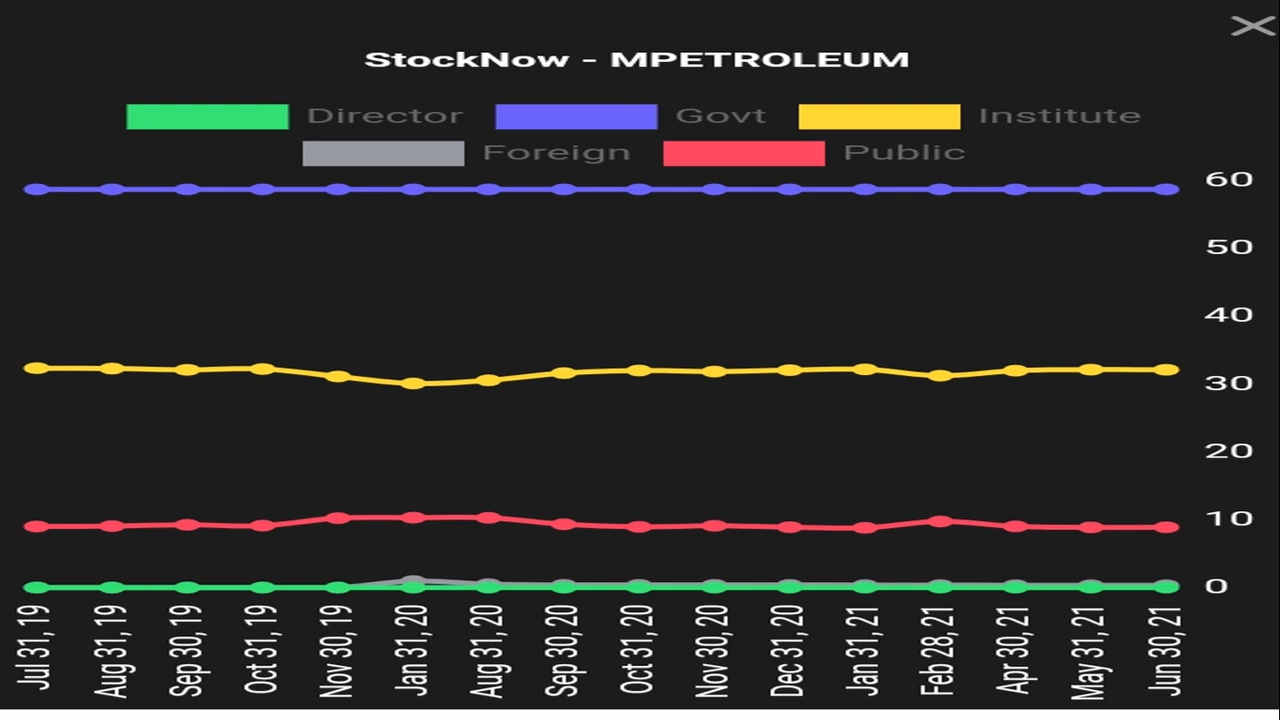 StockNow - MPETROLEUM
Director Govt Institute
Foreign Public
60
50
40
30
20
10
0
Jul 31, 19
Aug 31, 19
Sep 30, 19
Oct 31, 19
Nov 30, 19
Jan 31, 20
Aug 31, 20
Sep 30, 20
Oct 31, 20
Nov 30, 20
Dec 31, 20
Jan 31, 21
Feb 28, 21
Apr 30, 21
May 31, 21
Jun 30, 21